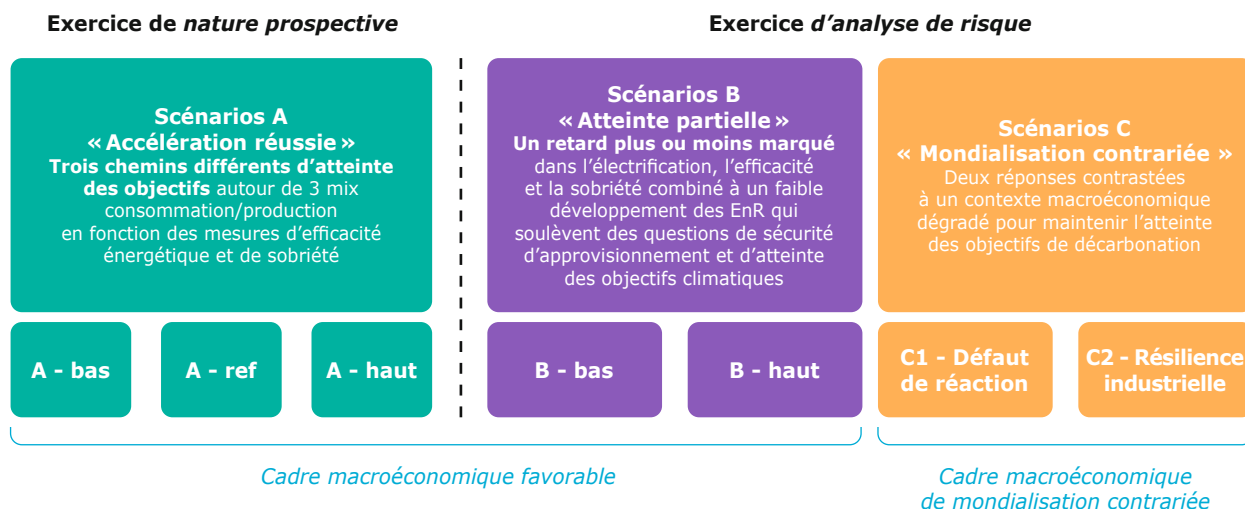 Exercice de nature prospective
Exercice d'analyse de risque
Scénarios A
« Accélération réussie »
Trois chemins différents d'atteinte
des objectifs autour de 3 mix
consommation/production
en fonction des mesures d'efficacité
énergétique et de sobriété
Scénarios B
« Atteinte partielle »
Un retard plus ou moins marqué
dans l'électrification, l'efficacité
et la sobriété combiné à un faible
développement des EnR qui
soulèvent des questions de sécurité
d'approvisionnement et d'atteinte
des objectifs climatiques
Scénarios C
« Mondialisation contrariée »
Deux réponses contrastées
à un contexte macroéconomique
dégradé pour maintenir l'atteinte
des objectifs de décarbonation
A - bas
A - ref
A - haut
B - bas
B - haut
C1 - Défaut
de réaction
C2 - Résilience
industrielle
Cadre macroéconomique favorable
Cadre macroéconomique
de mondialisation contrariée